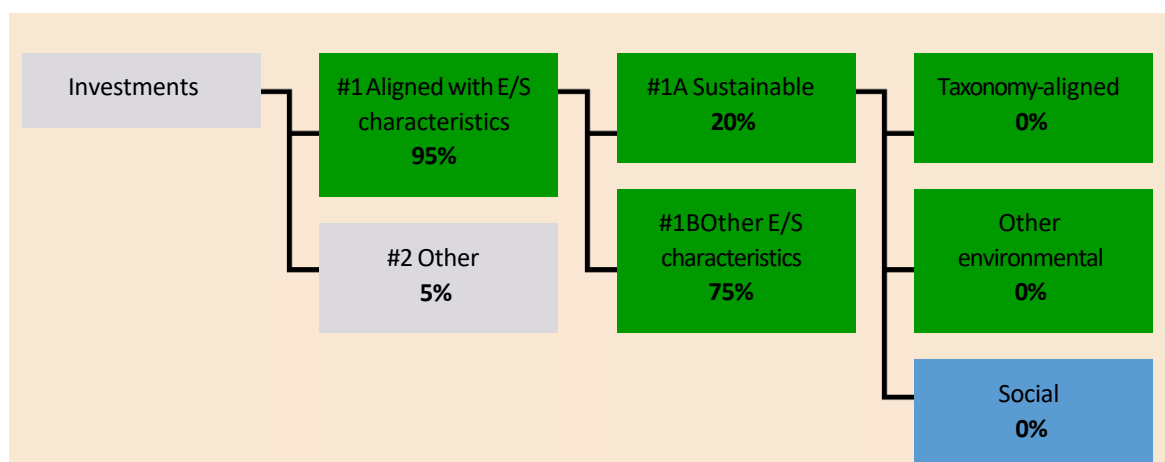 Investments
#1 Aligned with E/S
characteristics
95%
#2 Other
5%
#1A Sustainable
20%
#1BOther E/S
characteristics
75%
Taxonomy-aligned
0%
Other
environmental
0%
Social
0%